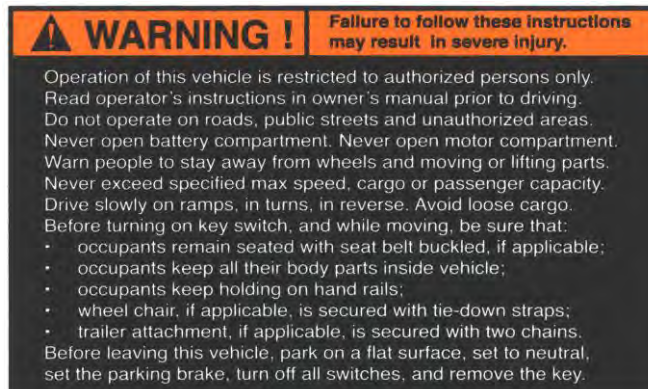 WARNING !
Failure to follow these instructions
may result in severe injury.
Operation of this vehicle is restricted to authorized persons only.
Read operator's instructions in owner's manual prior to driving.
Do not operate on roads, public streets and unauthorized areas.
Never open battery compartment. Never open motor compartment.
Warn people to stay away from wheels and moving or lifting parts.
Never exceed specified max speed, cargo or passenger capacity.
Drive slowly on ramps, in turns, in reverse. Avoid loose cargo.
Before turning on key switch, and while moving, be sure that:
· occupants remain seated with seat belt buckled, if applicable;
· occupants keep all their body parts inside vehicle;
· occupants keep holding on hand rails;
· wheel chair, if applicable, is secured with tie-down straps;
· trailer attachment, if applicable, is secured with two chains.
Before leaving this vehicle, park on a flat surface, set to neutral,
set the parking brake, turn off all switches, and remove the key.